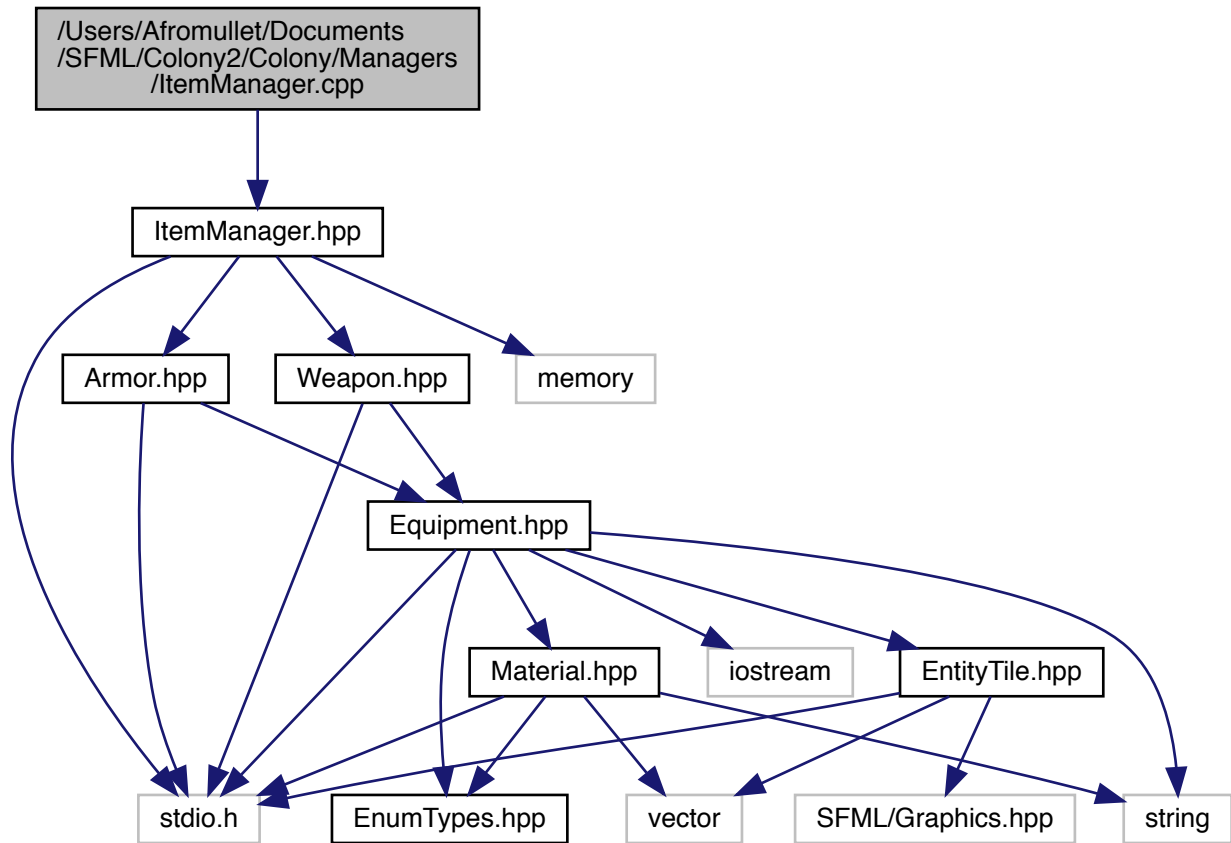 /Users/Afromullet/Documents
/SFML/Colony2/Colony/Managers
/ItemManager.cpp
ItemManager.hpp
Armor.hpp
Weapon.hpp
memory
Equipment.hpp
Material.hpp
iostream
EntityTile.hpp
stdio.h
EnumTypes.hpp
vector
SFML/Graphics.hpp
string